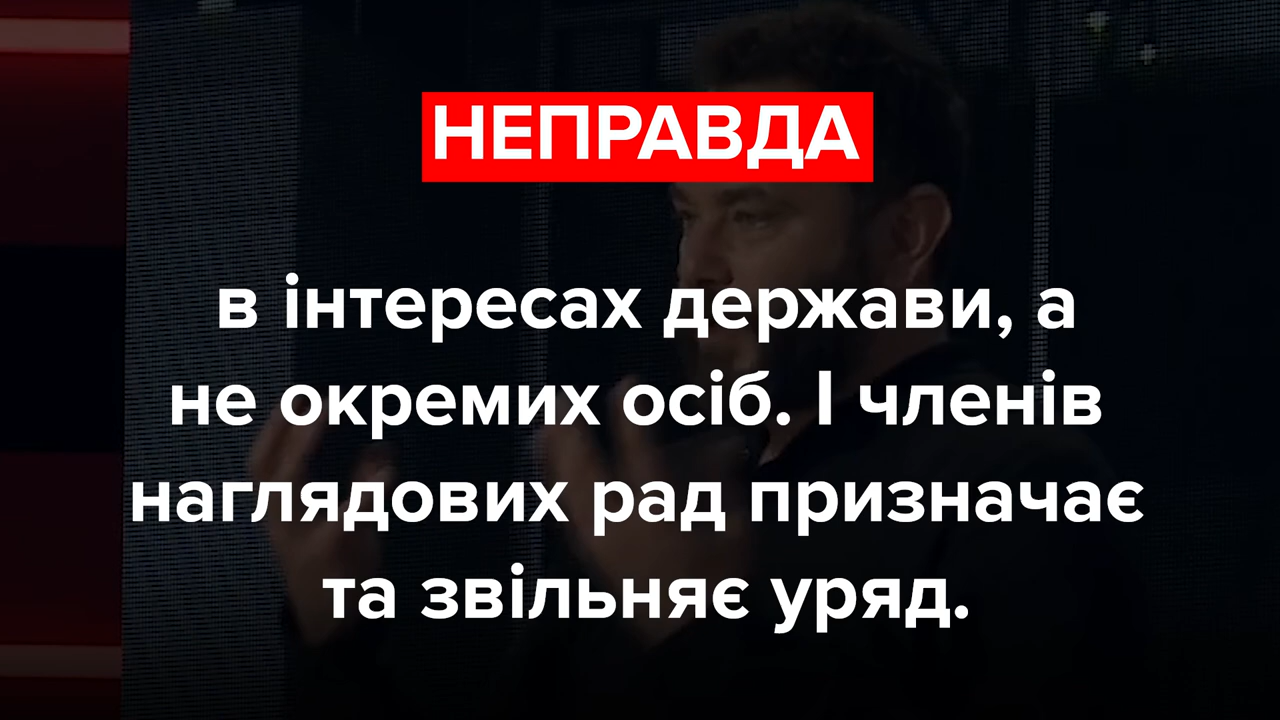 НЕПРАВДА
в інтересах держави, а
не окремих осіб. І членів
наглядових рад призначає
та звільняє уряд.